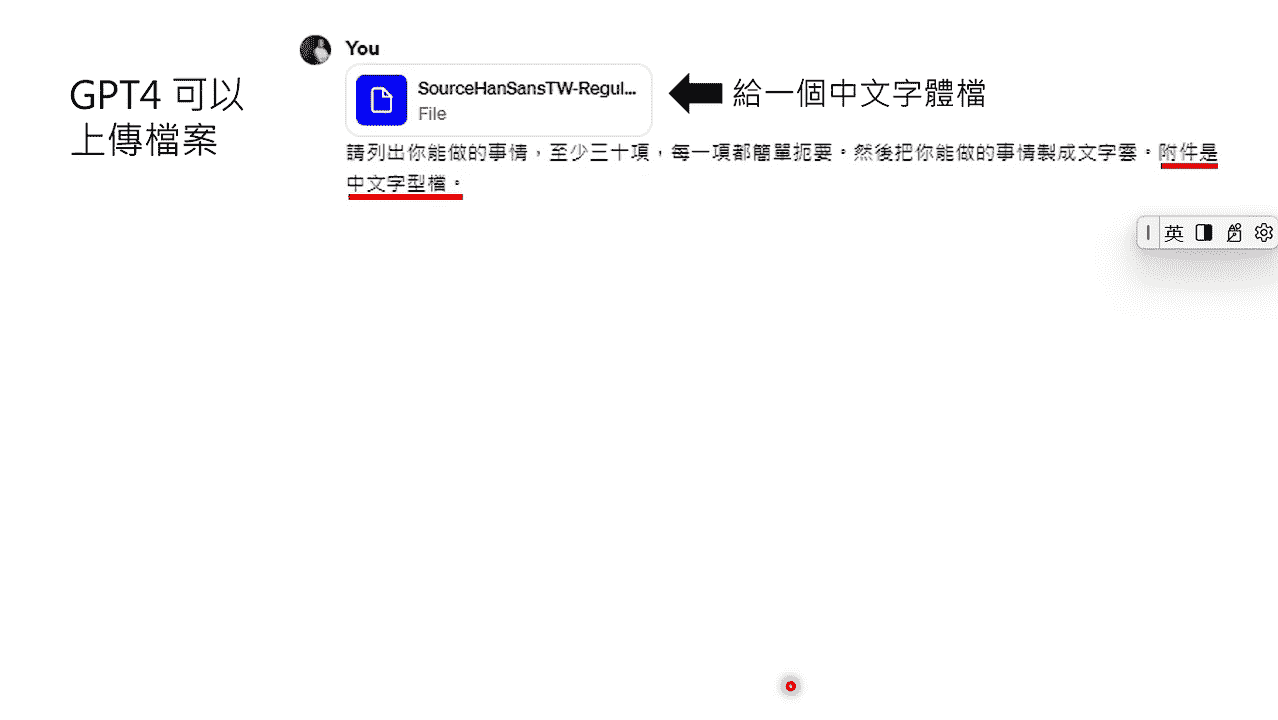 GPT4 可以
上傳檔案
You
SourceHanSansTW-Regul...
File
給一個中文字體檔
請列出你能做的事情，至少三十項，每一項都簡單扼要。然後把你能做的事情製成文字雲。附件是
中文字型檔。
英